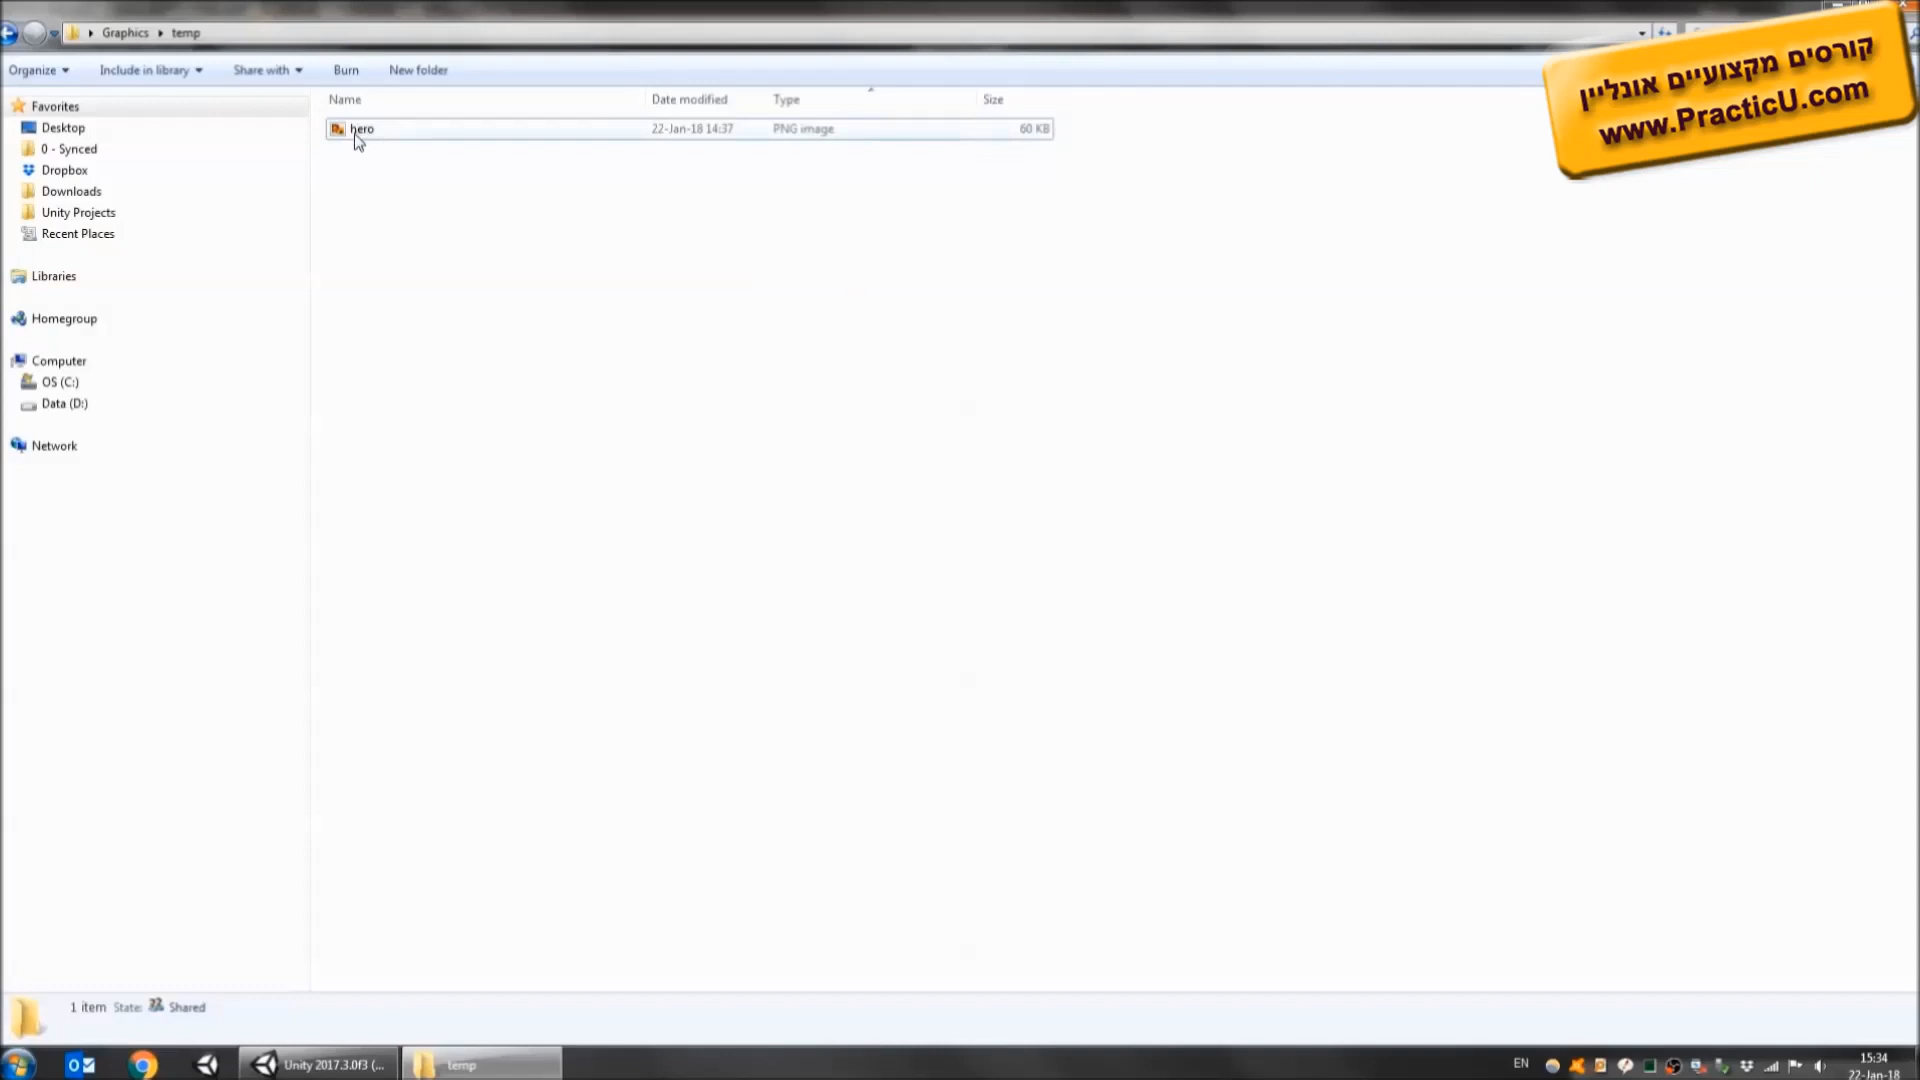 Graphics
temp
קורסים מקצועיים אונליין
www.PracticU.com
Organize
Include in library
Share with
Burn
New folder
Favorites
Desktop
0 - Synced
Dropbox
Downloads
Unity Projects
Recent Places
Libraries
Homegroup
Computer
OS (C:)
Data (D:)
Network
Name
Date modified
Type
Size
hero
22-Jan-18 14:37
PNG image
60 KB
1 item
State:
Shared
Unity 2017.3.0f3 (...
temp
EN
15:34
22-Jan-18